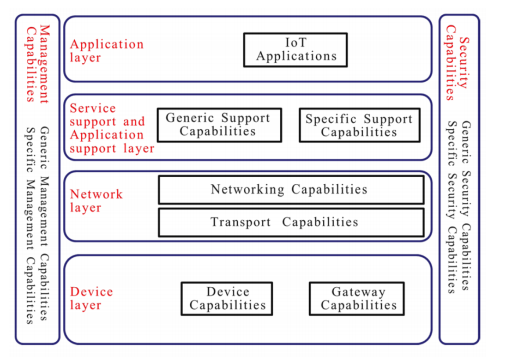 Management
Capabilities
Generic Management Capabilities
Specific Management Capabilities
Application
layer
IoT
Applications
Service
support and
Application
support layer
Generic Support
Capabilities
Specific Support
Capabilities
Network
layer
Networking Capabilities
Transport Capabilities
Device
layer
Device
Capabilities
Gateway
Capabilities
Security
Capabilities
Generic Security Capabilities
Specific Security Capabilities